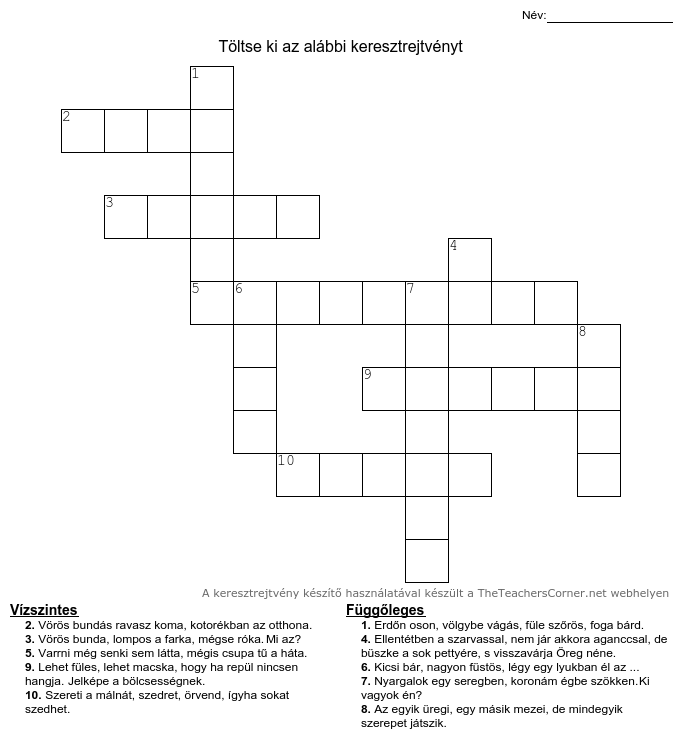 Név:
Töltse ki az alábbi keresztrejtvényt
1
2
3
4
5 6 7
8
9
10
A keresztrejtvény készítő használatával készült a TheTeachersCorner.net webhelyen
Vízszintes
2. Vörös bundás ravasz koma, kotorékban az otthona.
3. Vörös bunda, lompos a farka, mégse róka. Mi az?
5. Varrni még senki sem látta, mégis csupa tű a háta.
9. Lehet füles, lehet macska, hogy ha repül nincsen
hangja. Jelképe a bölcsességnek.
10. Szereti a málnát, szedret, örvend, ígyha sokat
szedhet.
Függőleges
1. Erdőn oson, völgybe vágás, füle szőrös, foga bárd.
4. Ellentétben a szarvassal, nem jár akkora aganccsal, de
büszke a sok pettyére, s visszavárja Öreg néne.
6. Kicsi bár, nagyon füstös, légy egy lyukban él az ...
7. Nyargalok egy seregben, koronám égbe szökken.Ki
vagyok én?
8. Az egyik üregi, egy másik mezei, de mindegyik
szerepet játszik.